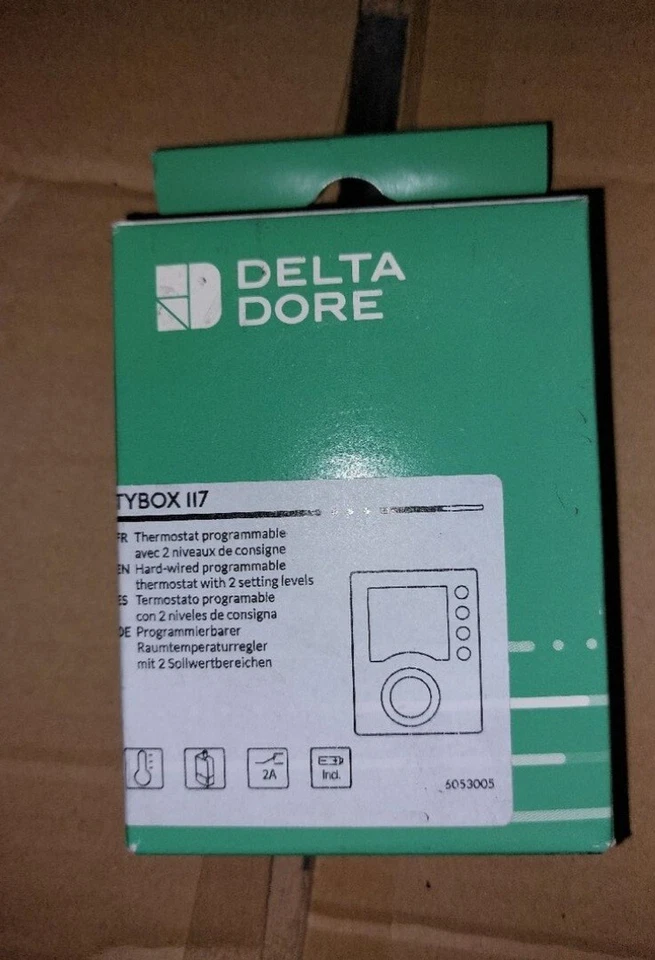 DELTA
DORE
TYBOX 117
FR Thermostat programmable
avec 2 niveaux de consigne
EN Hard-wired programmable
thermostat with 2 setting levels
ES Termostato programable
con 2 niveles de consigna
DE Programmierbarer
Raumtemperaturregler
mit 2 Sollwertbereichen
2A
Incl.
6053005